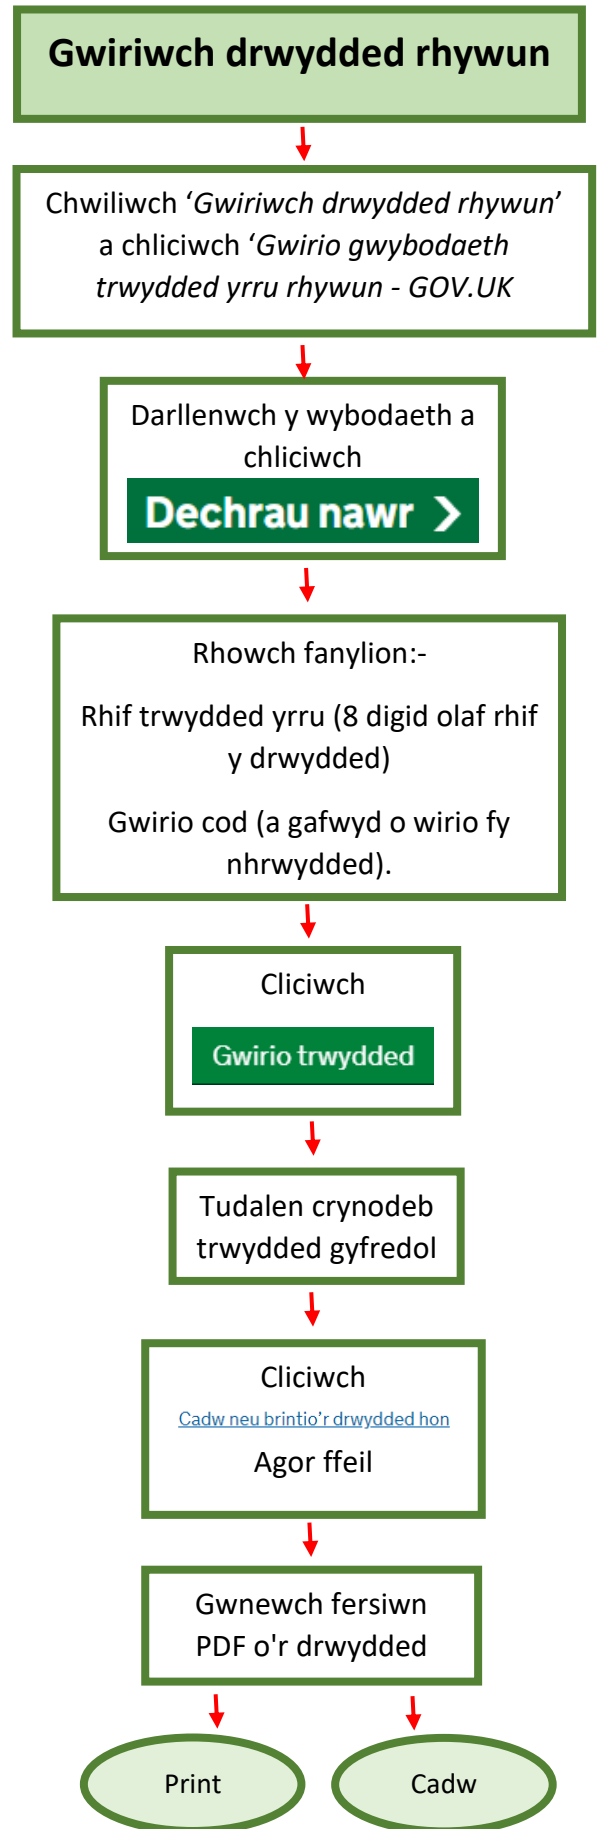 Gwiriwch drwydded rhywun
Chwiliwch ‘Gwiriwch drwydded rhywun’
a chliciwch ‘Gwirio gwybodaeth
trwydded yrru rhywun - GOV.UK
Darllenwch y wybodaeth a
chliciwch
Dechrau nawr
Rhowch fanylion:-
Rhif trwydded yrru (8 digid olaf rhif
y drwydded)
Gwirio cod (a gafwyd o wirio fy
nhrwydded).
Cliciwch
Gwirio trwydded
Tudalen crynodeb
trwydded gyfredol
Cliciwch
Cadw neu brintio’r drwydded hon
Agor ffeil
Gwnewch fersiwn
PDF o'r drwydded
Print
Cadw